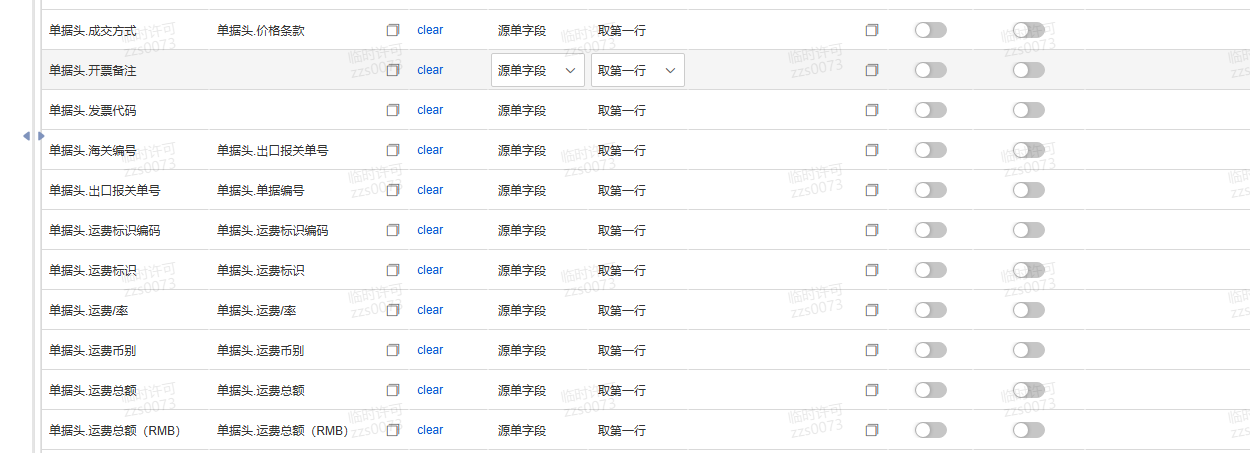 单据头.成交方式 单据头.价格条款 clear 源单字段 取第一行
单据头.开票备注 clear 源单字段 取第一行
单据头.发票代码 clear 源单字段 取第一行
单据头.海关编号 单据头.出口报关单号 clear 源单字段 取第一行
单据头.出口报关单号 单据头.单据编号 clear 源单字段 取第一行
单据头.运费标识编码 单据头.运费标识编码 clear 源单字段 取第一行
单据头.运费标识 单据头.运费标识 clear 源单字段 取第一行
单据头.运费/率 单据头.运费/率 clear 源单字段 取第一行
单据头.运费币别 单据头.运费币别 clear 源单字段 取第一行
单据头.运费总额 单据头.运费总额 clear 源单字段 取第一行
单据头.运费总额（RMB） 单据头.运费总额（RMB） clear 源单字段 取第一行
临时许可
zzs0073